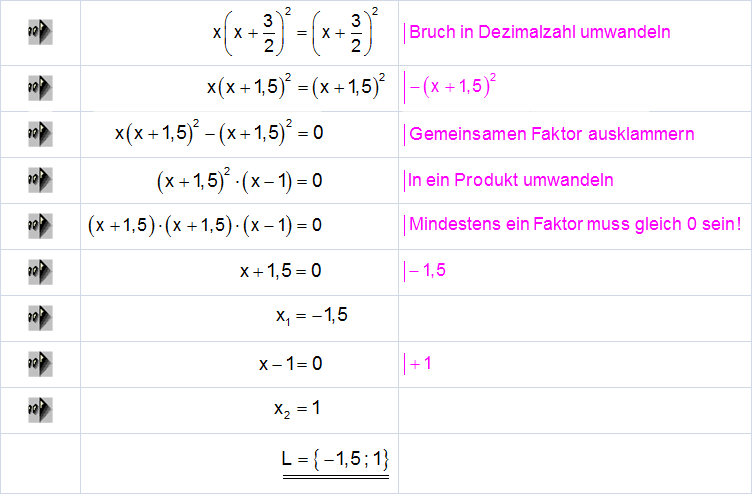 x(x + 3/2)² = (x + 3/2)² |Bruch in Dezimalzahl umwandeln
x(x + 1,5)² = (x + 1,5)² |−(x + 1,5)²
x(x + 1,5)² − (x + 1,5)² = 0 |Gemeinsamen Faktor ausklammern
(x + 1,5)² · (x − 1) = 0 |In ein Produkt umwandeln
(x + 1,5) · (x + 1,5) · (x − 1) = 0 |Mindestens ein Faktor muss gleich 0 sein!
x + 1,5 = 0 |− 1,5
x₁ = −1,5
x − 1 = 0 |+ 1
x₂ = 1
L = {−1,5 ; 1}